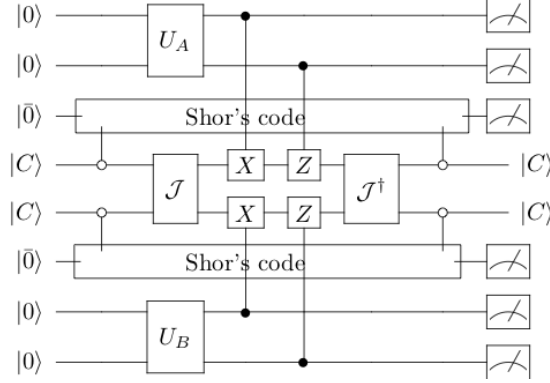 |0⟩
U_A
|0⟩
|0̄⟩ Shor's code
|C⟩ 𝒥 X Z 𝒥† |C⟩
|C⟩ X Z |C⟩
|0̄⟩ Shor's code
|0⟩
U_B
|0⟩